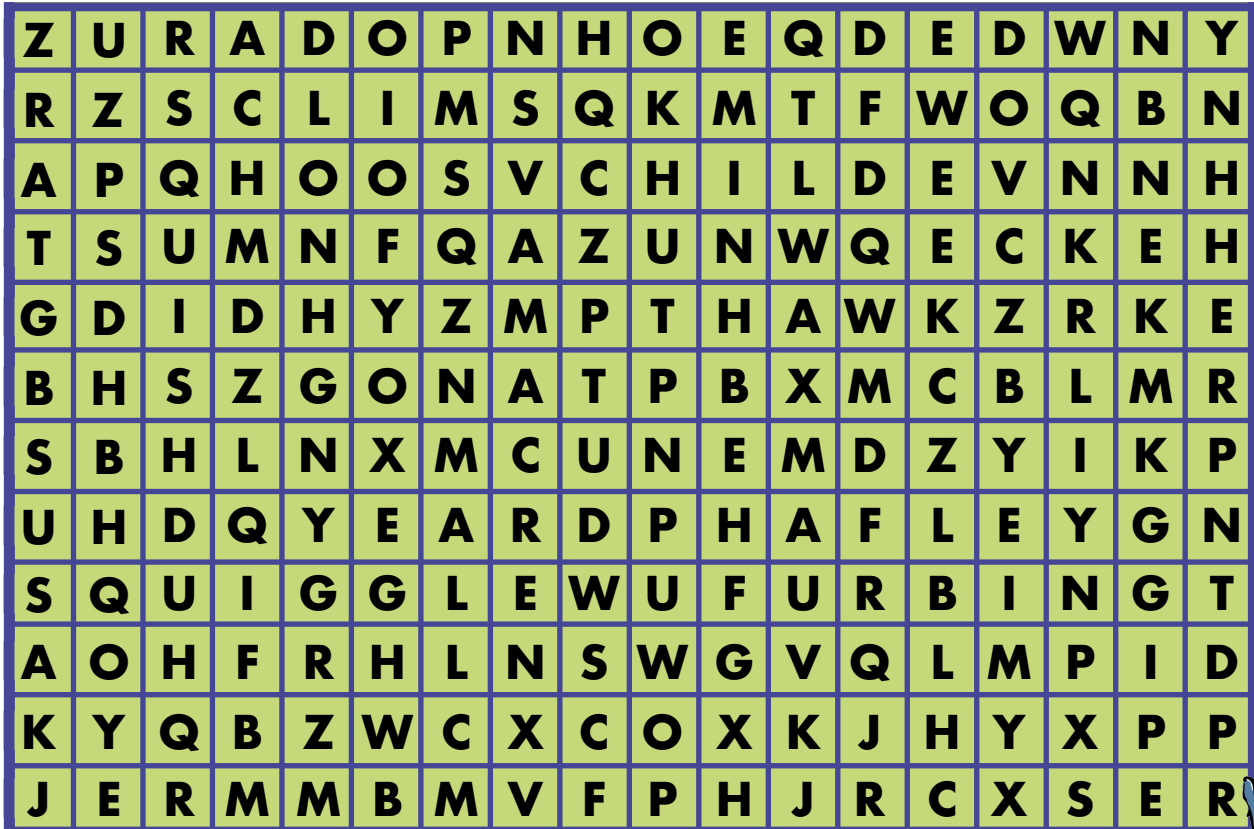 Z U R A D O P N H O E Q D E D W N Y
R Z S C L I M S Q K M T F W O Q B N
A P Q H O O S V C H I L D E V N N H
T S U M N F Q A Z U N W Q E C K E H
G D I D H Y Z M P T H A W K Z R K E
B H S Z G O N A T P B X M C B L M R
S B H L N X M C U N E M D Z Y I K P
U H D Q Y E A R D P H A F L E Y G N
S Q U I G G L E W U F U R B I N G T
A O H F R H L N S W G V Q L M P I D
K Y Q B Z W C X C O X K J H Y X P P
J E R M M B M V F P H J R C X S E R